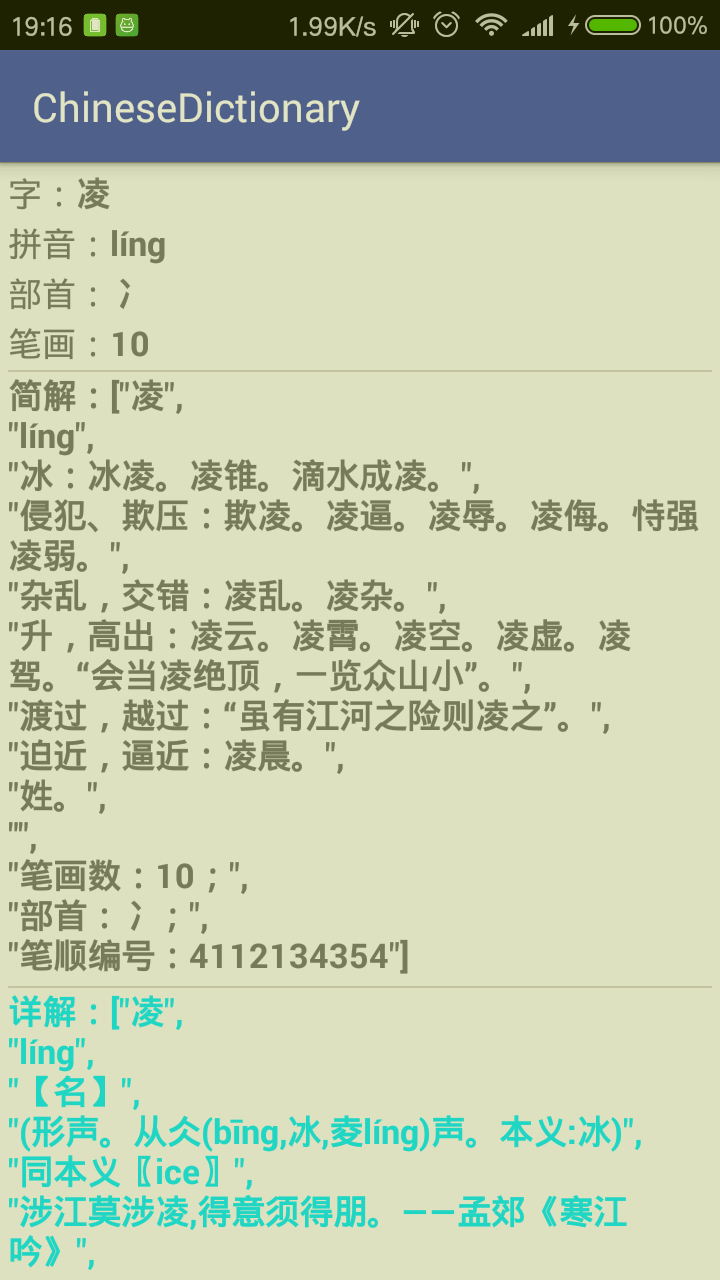 19:16 1.99K/s 100%
ChineseDictionary
字：凌
拼音：líng
部首：冫
笔画：10
简解：["凌",
"líng",
"冰：冰凌。凌锥。滴水成凌。",
"侵犯、欺压：欺凌。凌逼。凌辱。凌侮。恃强
凌弱。",
"杂乱，交错：凌乱。凌杂。",
"升，高出：凌云。凌霄。凌空。凌虚。凌
驾。“会当凌绝顶，一览众山小”。",
"渡过，越过：“虽有江河之险则凌之”。",
"迫近，逼近：凌晨。",
"姓。",
"",
"笔画数：10；",
"部首：冫；",
"笔顺编号：4112134354"]
详解：["凌",
"líng",
"【名】",
"(形声。从仌(bīng,冰,夌líng)声。本义:冰)",
"同本义〖ice〗",
"涉江莫涉凌,得意须得朋。——孟郊《寒江
吟》",